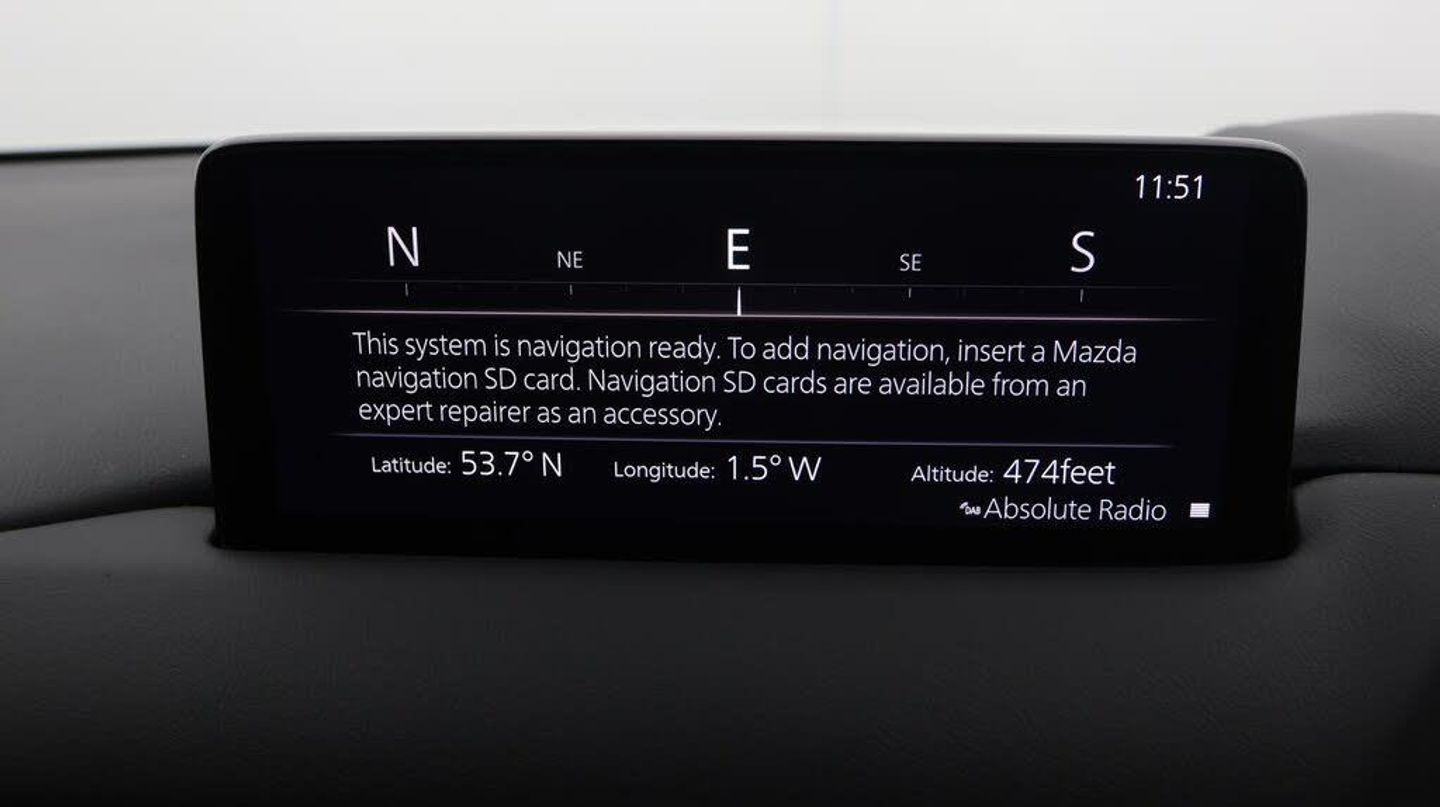 11:51
N NE E SE S
This system is navigation ready. To add navigation, insert a Mazda
navigation SD card. Navigation SD cards are available from an
expert repairer as an accessory.
Latitude: 53.7° N Longitude: 1.5° W Altitude: 474feet
DAB Absolute Radio